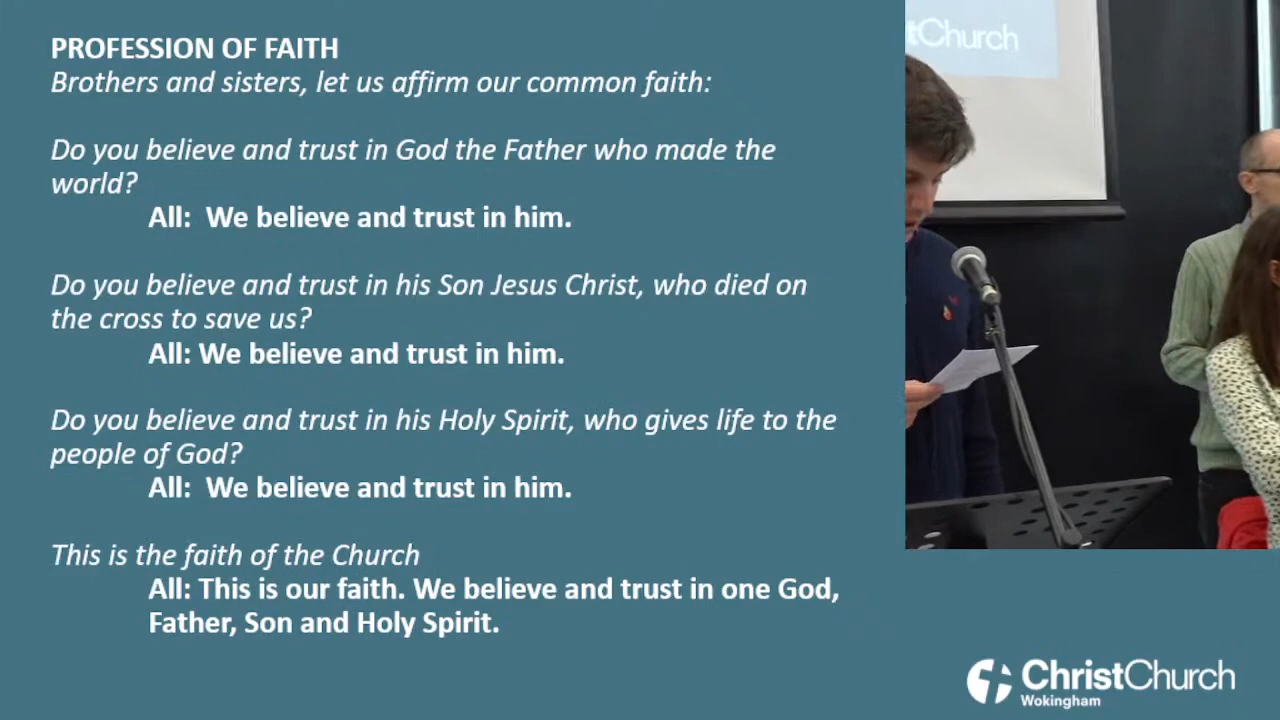 PROFESSION OF FAITH
Brothers and sisters, let us affirm our common faith:
Do you believe and trust in God the Father who made the
world?
All: We believe and trust in him.
Do you believe and trust in his Son Jesus Christ, who died on
the cross to save us?
All: We believe and trust in him.
Do you believe and trust in his Holy Spirit, who gives life to the
people of God?
All: We believe and trust in him.
This is the faith of the Church
All: This is our faith. We believe and trust in one God,
Father, Son and Holy Spirit.
tChurch
ChristChurch
Wokingham